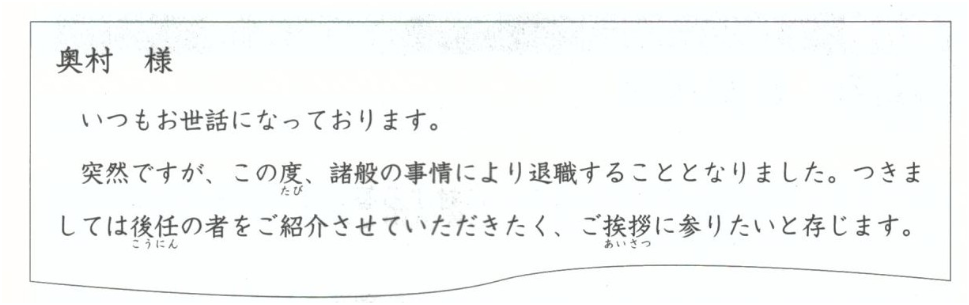 奥村　様
いつもお世話になっております。
突然ですが、この度、諸般の事情により退職することとなりました。つきま
たび
しては後任の者をご紹介させていただきたく、ご挨拶に参りたいと存じます。
こうにん　あいさつ